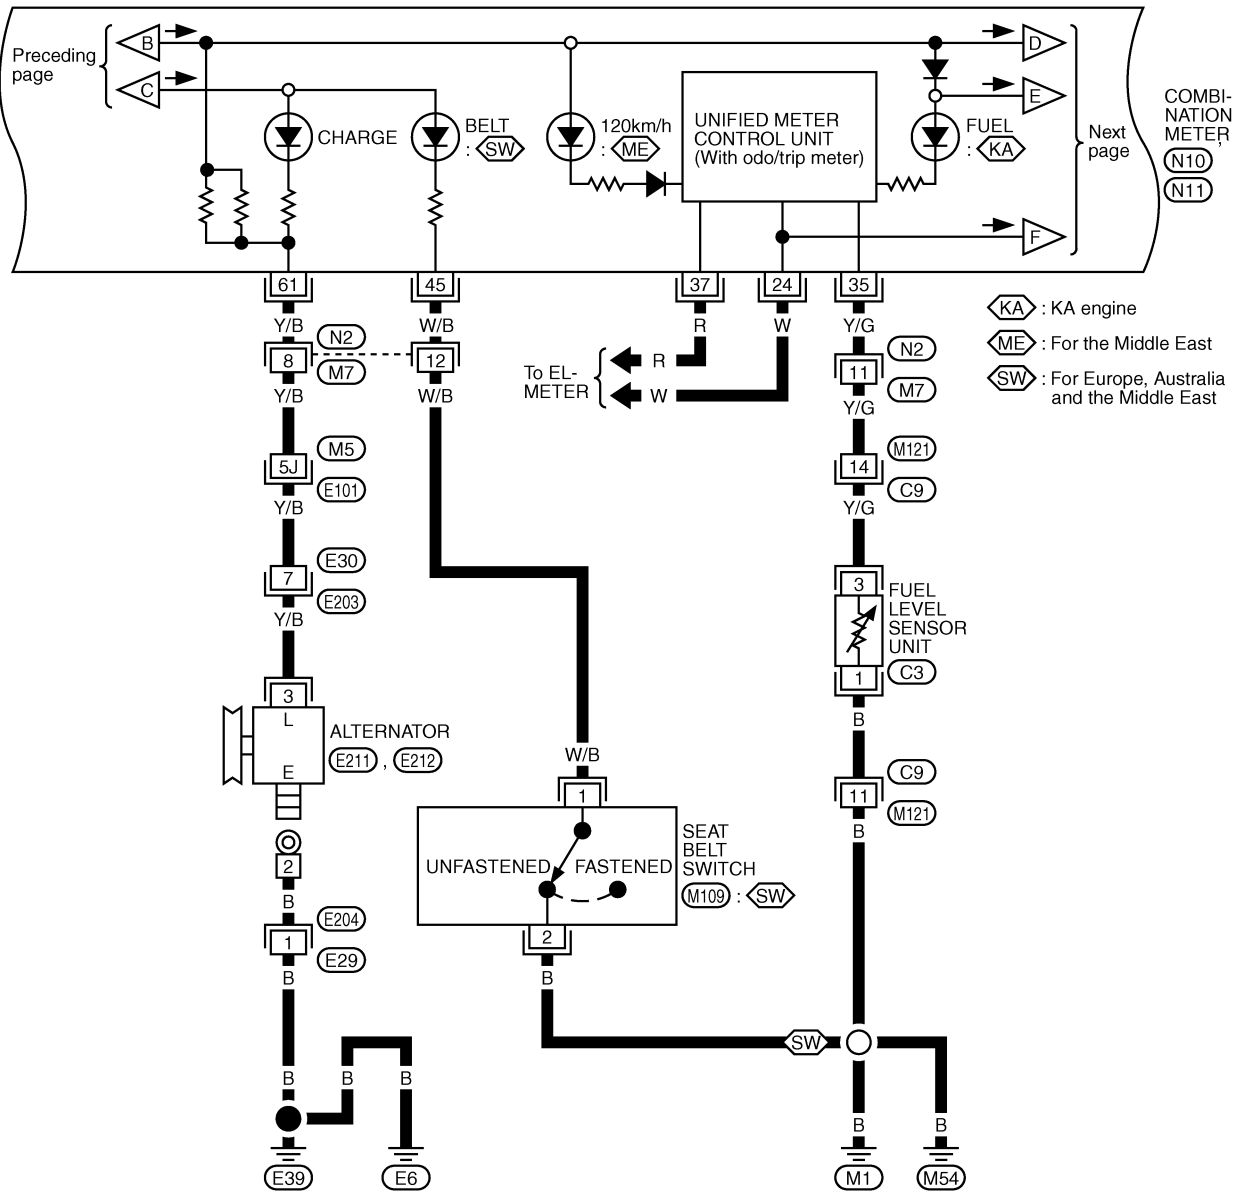 Preceding
page
B
C
D
E
F
Next
page
CHARGE
BELT
: SW
120km/h
: ME
UNIFIED METER
CONTROL UNIT
(With odo/trip meter)
FUEL
: KA
COMBI-
NATION
METER,
N10
N11
61
45
37
24
35
Y/B
W/B
R
W
Y/G
KA : KA engine
ME : For the Middle East
SW : For Europe, Australia
and the Middle East
N2
8
M7
12
To EL-
METER
R
W
N2
11
M7
Y/B
W/B
Y/G
M5
5J
E101
M121
14
C9
Y/B
Y/G
E30
7
E203
3
FUEL
LEVEL
SENSOR
UNIT
1
C3
Y/B
3
L
E
ALTERNATOR
E211 , E212
B
W/B
C9
11
M121
1
UNFASTENED
FASTENED
SEAT
BELT
SWITCH
M109 : SW
2
B
2
B
E204
1
E29
B
B
SW
B
B
B
B
B
E39
E6
M1
M54